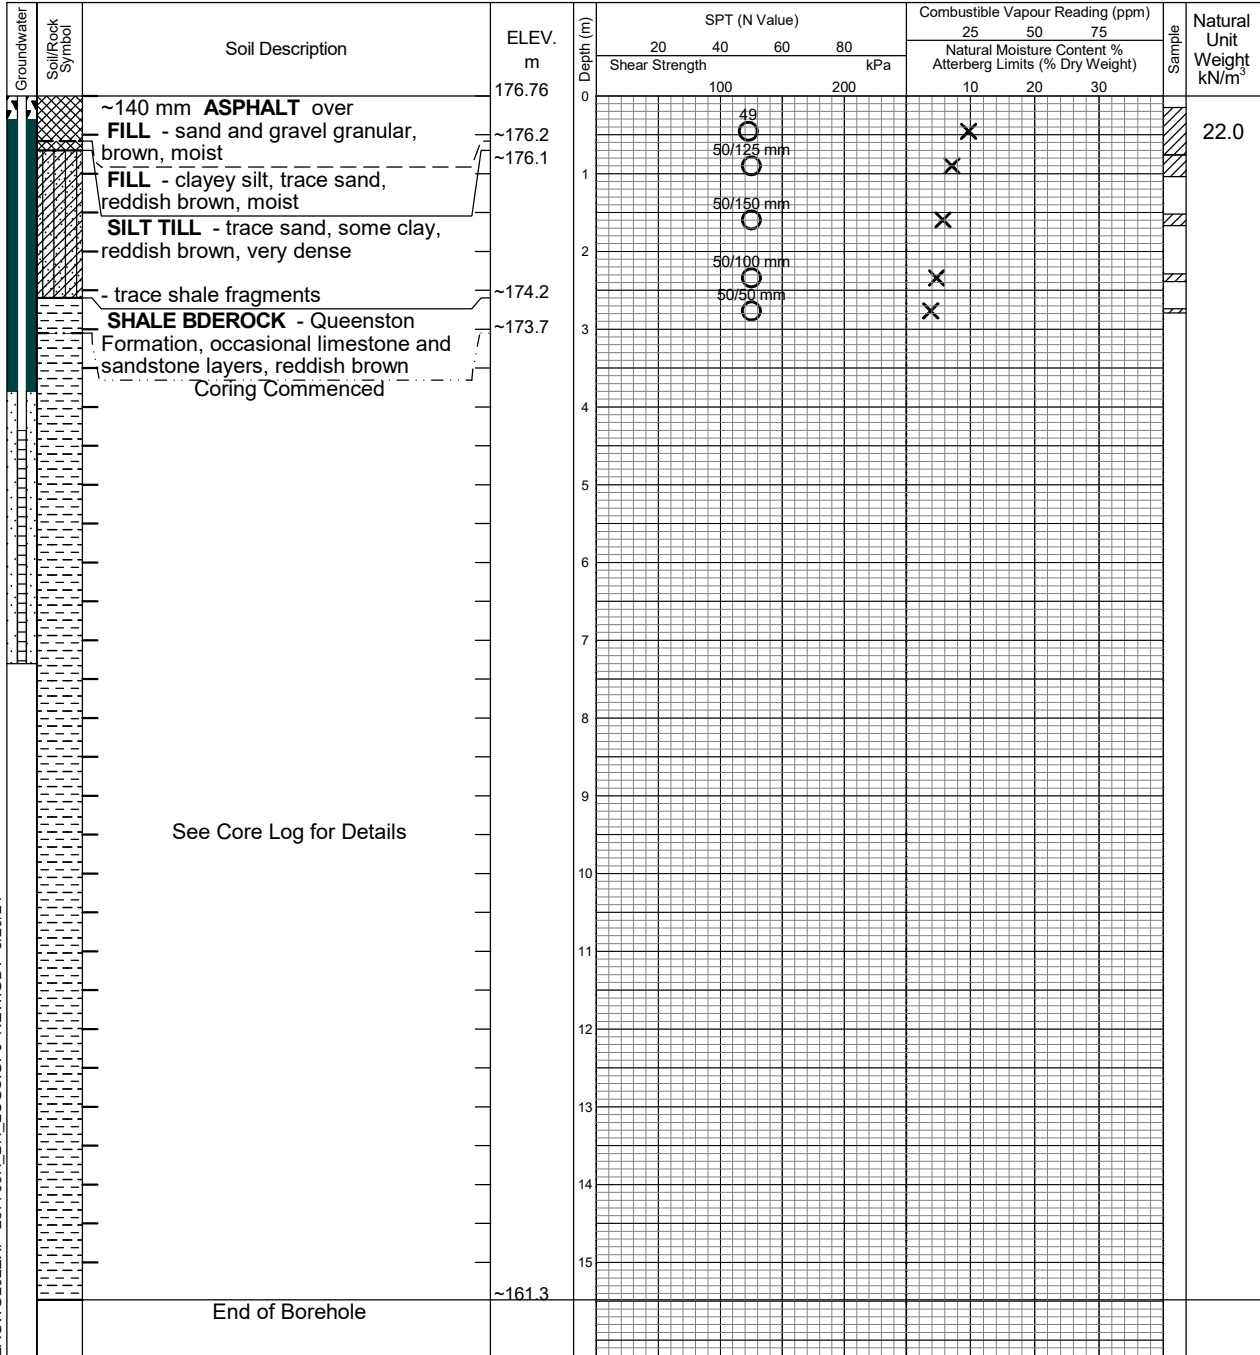 Groundwater
Soil/Rock
Symbol
Soil Description
ELEV.
m
176.76
Depth (m)
SPT (N Value)
20 40 60 80
Shear Strength kPa
100 200
Combustible Vapour Reading (ppm)
25 50 75
Natural Moisture Content %
Atterberg Limits (% Dry Weight)
10 20 30
Sample
Natural
Unit
Weight
kN/m3
0
~140 mm ASPHALT over
FILL - sand and gravel granular,
brown, moist
~176.2
~176.1
49
22.0
50/125 mm
1
FILL - clayey silt, trace sand,
reddish brown, moist
50/150 mm
SILT TILL - trace sand, some clay,
reddish brown, very dense
2
50/100 mm
- trace shale fragments
~174.2
50/50 mm
SHALE BDEROCK - Queenston
Formation, occasional limestone and
sandstone layers, reddish brown
~173.7
3
Coring Commenced
4
5
6
7
8
9
See Core Log for Details
10
11
12
13
14
15
~161.3
End of Borehole